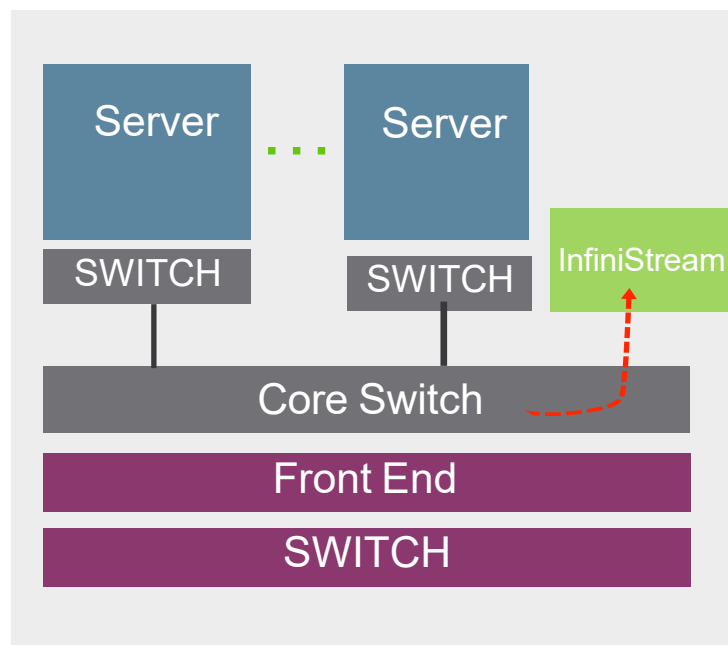 Server
Server
SWITCH
SWITCH
InfiniStream
Core Switch
Front End
SWITCH